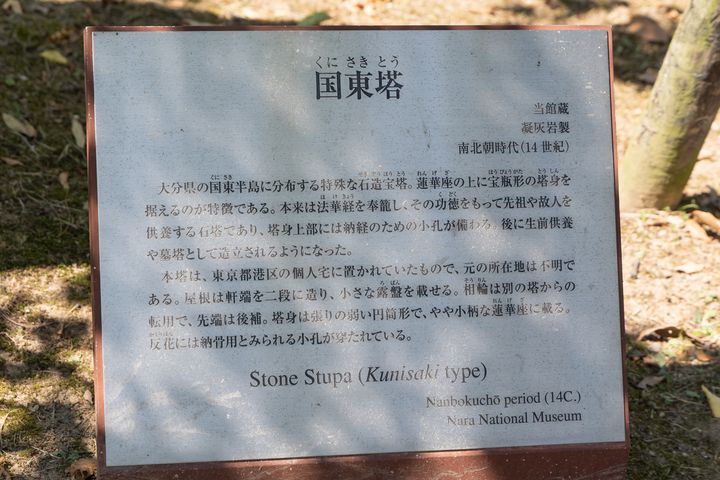 くに さき とう
国東塔
当館蔵
凝灰岩製
南北朝時代(14世紀)
大分県の国東半島に分布する特殊な石造宝塔。蓮華座の上に宝瓶形の塔身を
据えるのが特徴である。本来は法華経を奉籠しその功徳をもって先祖や故人を
供養する石塔であり、塔身上部には納経のための小孔が備わる。後に生前供養
や墓塔として造立されるようになった。
本塔は、東京都港区の個人宅に置かれていたもので、元の所在地は不明で
ある。屋根は軒端を二段に造り、小さな露盤を載せる。相輪は別の塔からの
転用で、先端は後補。塔身は張りの弱い円筒形で、やや小柄な蓮華座に載る。
反花には納骨用とみられる小孔が穿たれている。
Stone Stupa (Kunisaki type)
Nanbokuchō period (14C.)
Nara National Museum